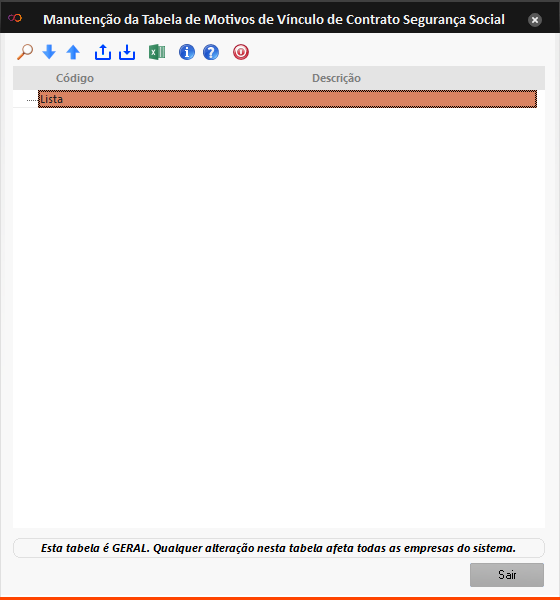 Manutenção da Tabela de Motivos de Vínculo de Contrato Segurança Social
Código Descrição
Lista
Esta tabela é GERAL. Qualquer alteração nesta tabela afeta todas as empresas do sistema.
Sair